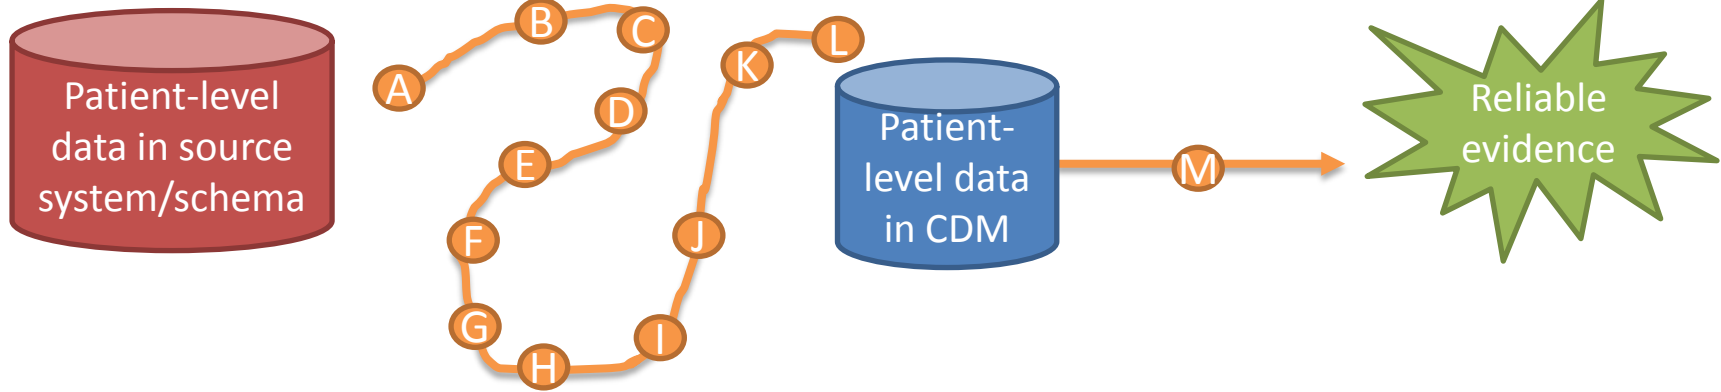 Patient-level
data in source
system/schema
A
B
C
D
E
F
G
H
I
J
K
L
Patient-
level data
in CDM
M
Reliable
evidence